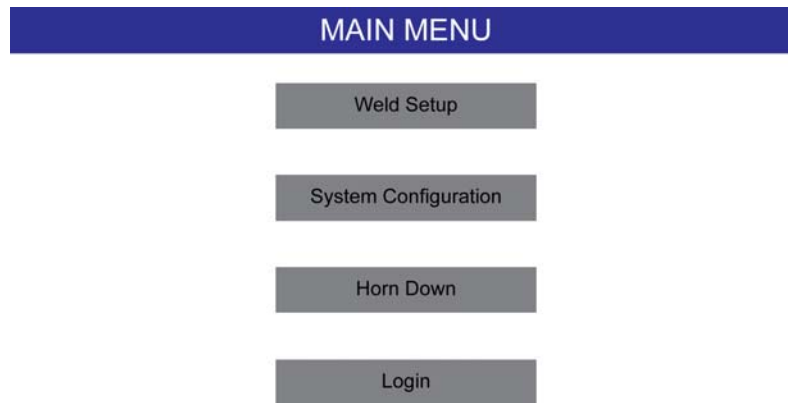 MAIN MENU
Weld Setup
System Configuration
Horn Down
Login